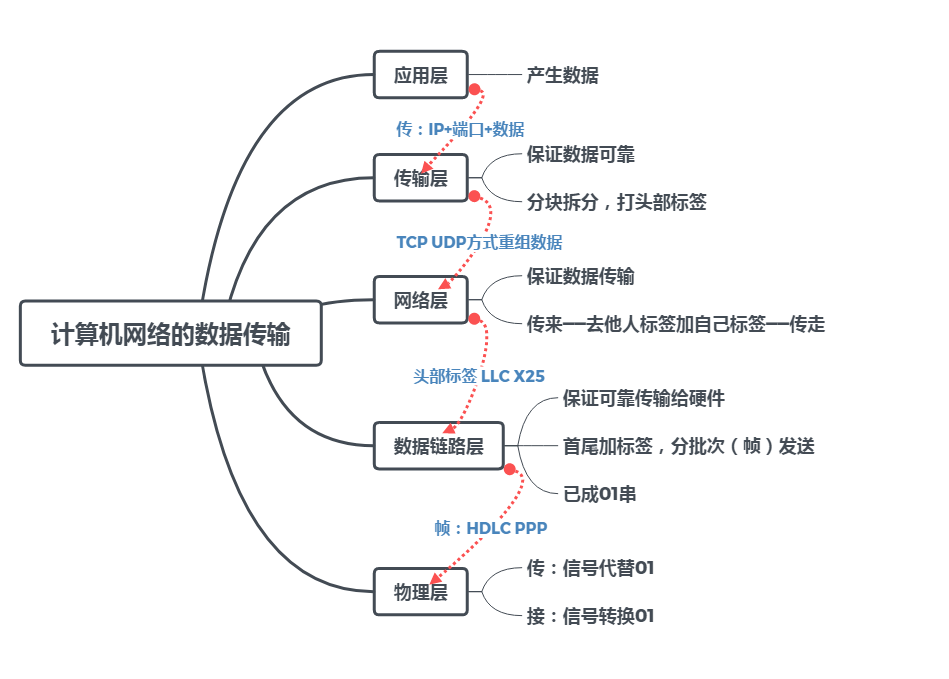 应用层
产生数据
传：IP+端口+数据
保证数据可靠
传输层
分块拆分，打头部标签
TCP UDP方式重组数据
保证数据传输
网络层
传来——去他人标签加自己标签——传走
计算机网络的数据传输
头部标签 LLC X25
保证可靠传输给硬件
数据链路层
首尾加标签，分批次（帧）发送
已成01串
帧：HDLC PPP
传：信号代替01
物理层
接：信号转换01